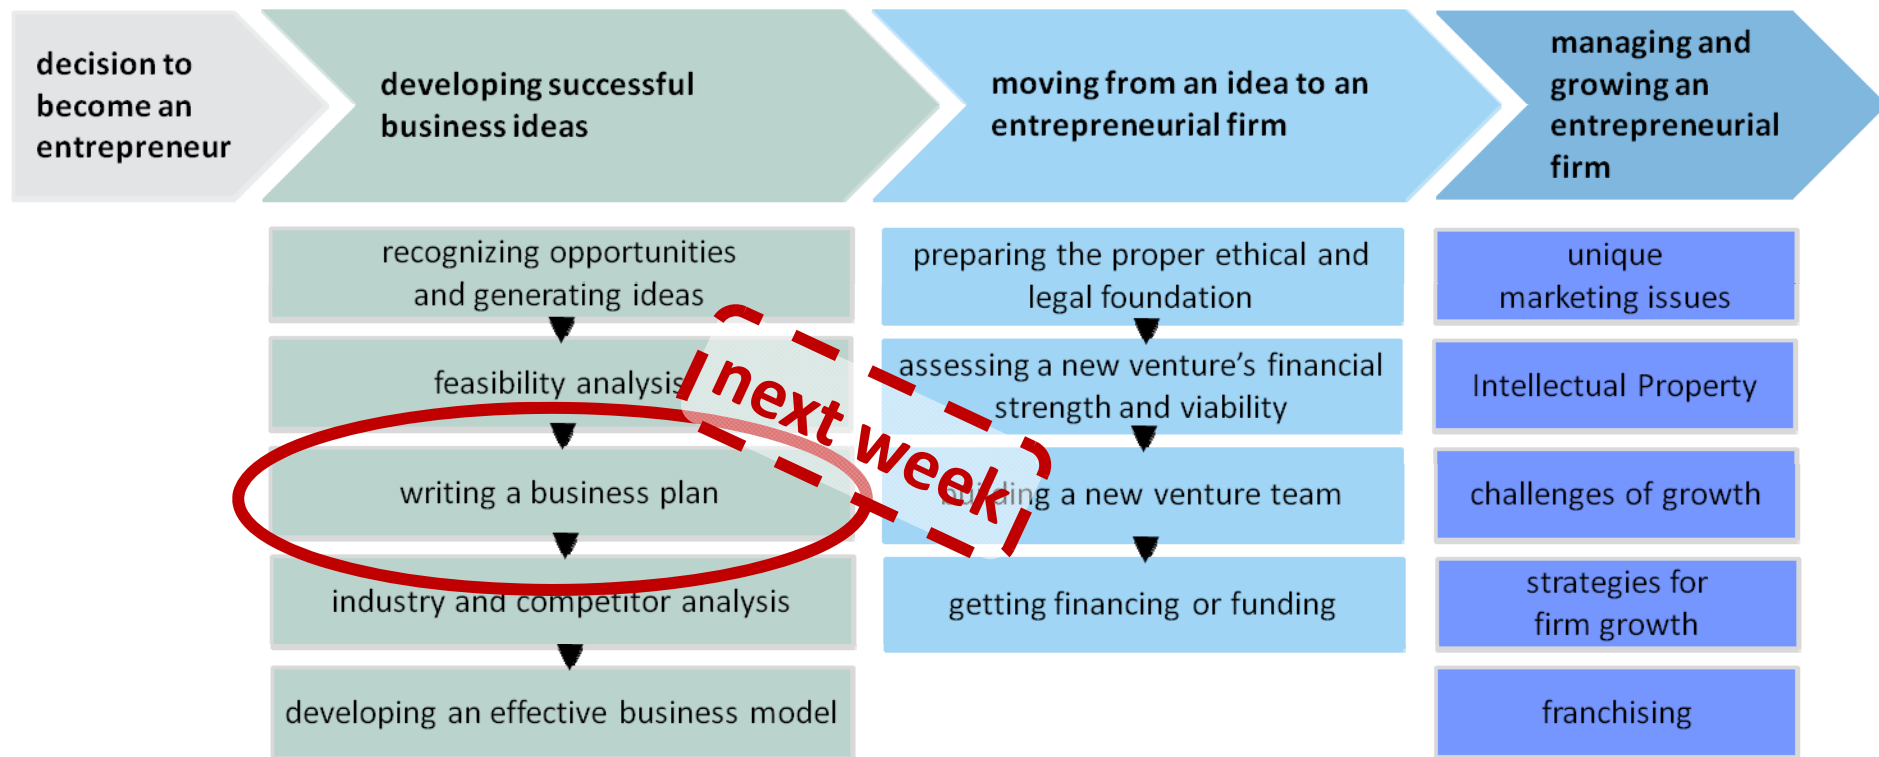 decision to
become an
entrepreneur
developing successful
business ideas
moving from an idea to an
entrepreneurial firm
managing and
growing an
entrepreneurial
firm
recognizing opportunities
and generating ideas
feasibility analysis
writing a business plan
industry and competitor analysis
developing an effective business model
next week
preparing the proper ethical and
legal foundation
assessing a new venture's financial
strength and viability
building a new venture team
getting financing or funding
unique
marketing issues
Intellectual Property
challenges of growth
strategies for
firm growth
franchising